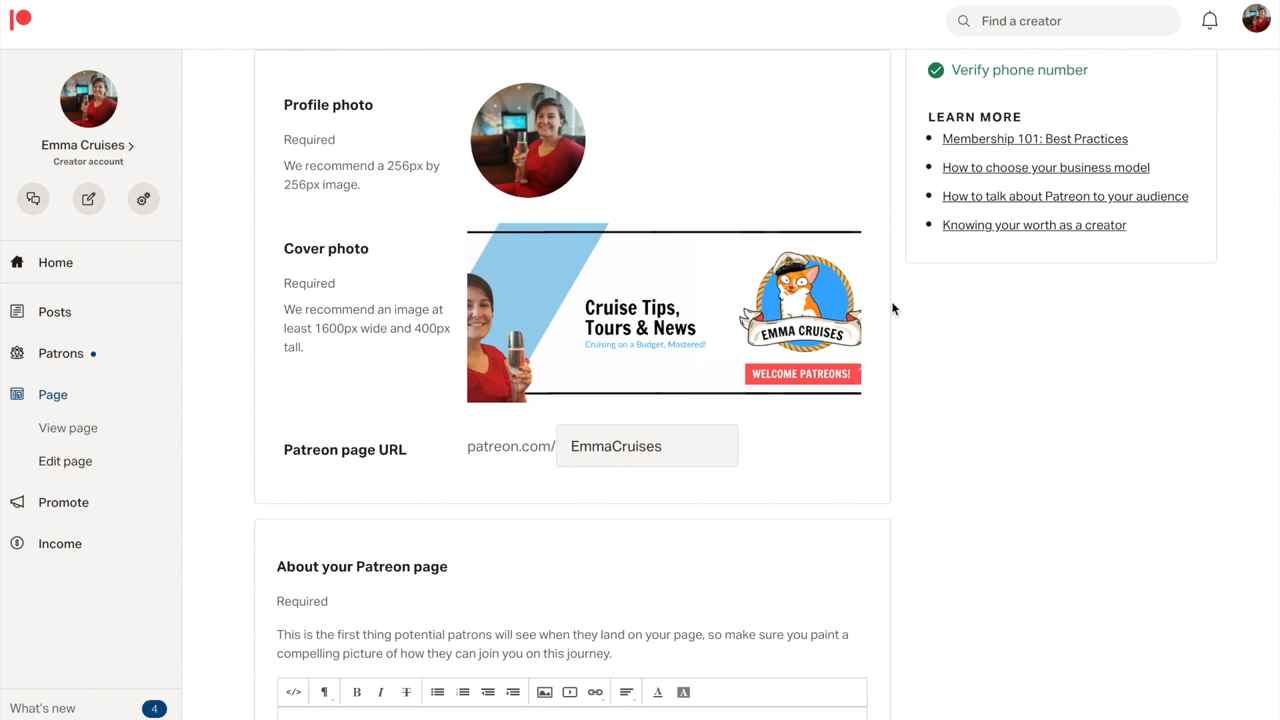 Find a creator
Emma Cruises
Creator account
Home
Posts
Patrons
Page
View page
Edit page
Promote
Income
What's new
4
Profile photo
Required
We recommend a 256px by
256px image.
Cover photo
Required
We recommend an image at
least 1600px wide and 400px
tall.
Cruise Tips,
Tours & News
Cruising on a Budget, Mastered!
EMMA CRUISES
WELCOME PATREONS!
Patreon page URL
patreon.com/ EmmaCruises
About your Patreon page
Required
This is the first thing potential patrons will see when they land on your page, so make sure you paint a
compelling picture of how they can join you on this journey.
</> ¶ B I T A A
Verify phone number
LEARN MORE
Membership 101: Best Practices
How to choose your business model
How to talk about Patreon to your audience
Knowing your worth as a creator